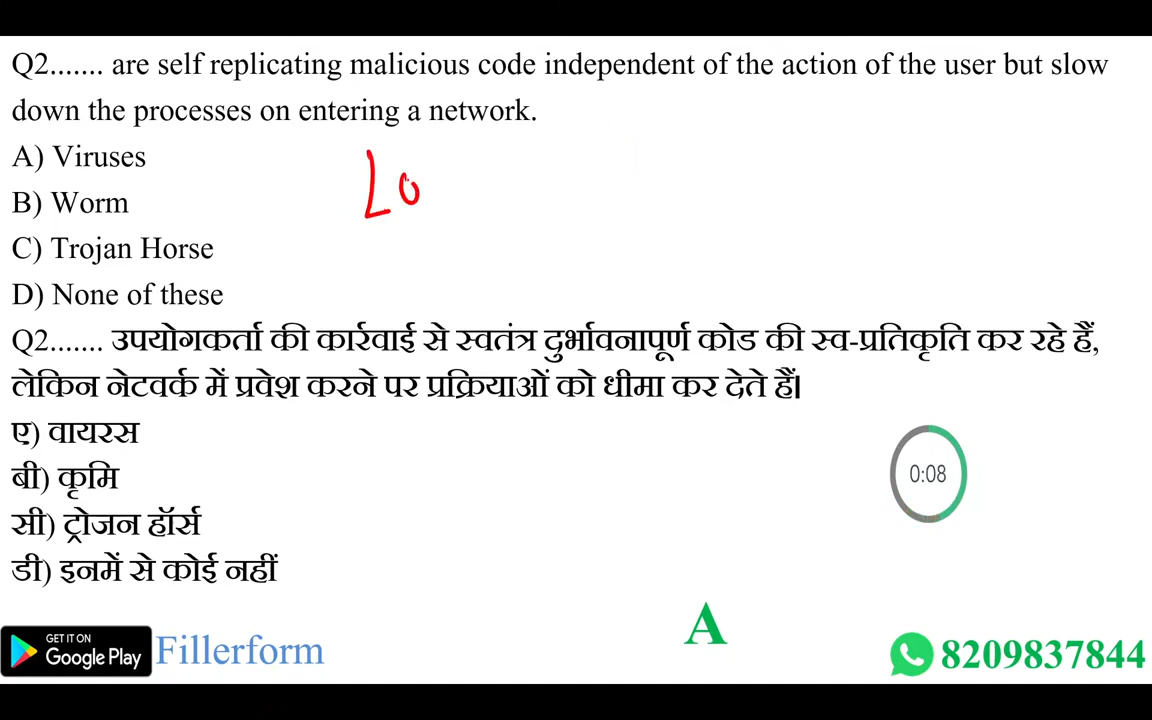 Q2....... are self replicating malicious code independent of the action of the user but slow
down the processes on entering a network.
A) Viruses
B) Worm
Lo
C) Trojan Horse
D) None of these
Q2....... उपयोगकर्ता की कार्रवाई से स्वतंत्र दुर्भावनापूर्ण कोड की स्व-प्रतिकृति कर रहे हैं,
लेकिन नेटवर्क में प्रवेश करने पर प्रक्रियाओं को धीमा कर देते हैं।
ए) वायरस
बी) कृमि
0:08
सी) ट्रोजन हॉर्स
डी) इनमें से कोई नहीं
A
GET IT ON
Google Play
Fillerform
8209837844